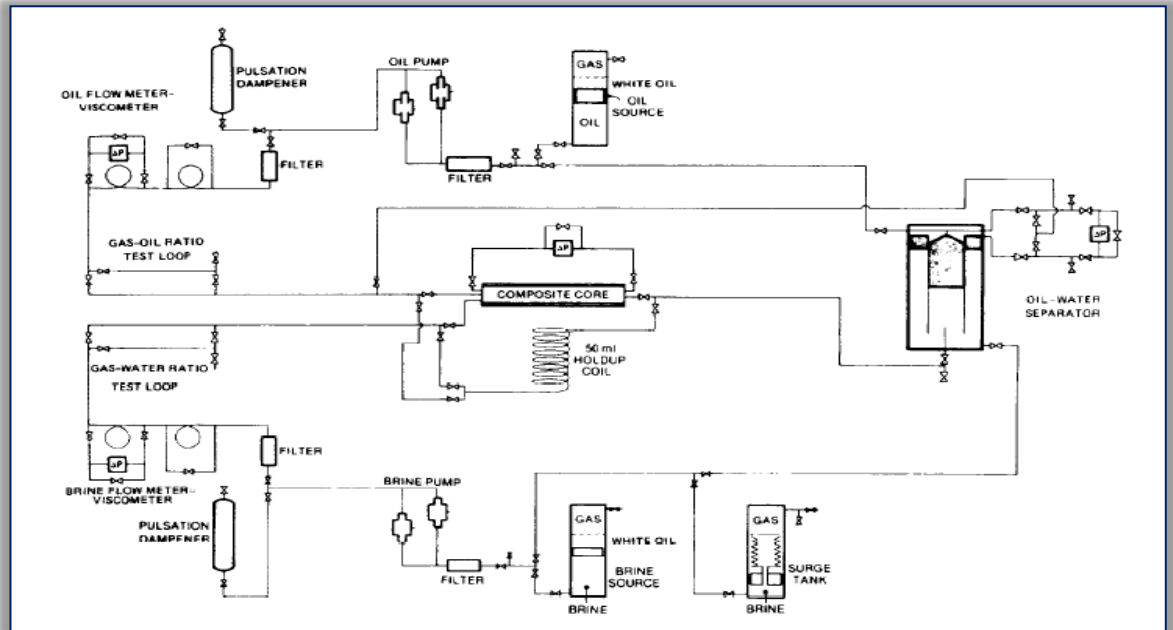 PULSATION
DAMPENER
OIL PUMP
GAS
WHITE OIL
OIL
SOURCE
OIL
OIL FLOW METER-
VISCOMETER
ΔP
FILTER
FILTER
GAS-OIL RATIO
TEST LOOP
ΔP
ΔP
COMPOSITE CORE
OIL-WATER
SEPARATOR
50 ml
HOLDUP
COIL
GAS-WATER RATIO
TEST LOOP
ΔP
FILTER
BRINE FLOW METER-
VISCOMETER
BRINE PUMP
PULSATION
DAMPENER
FILTER
GAS
WHITE OIL
BRINE
SOURCE
BRINE
GAS
SURGE
TANK
BRINE